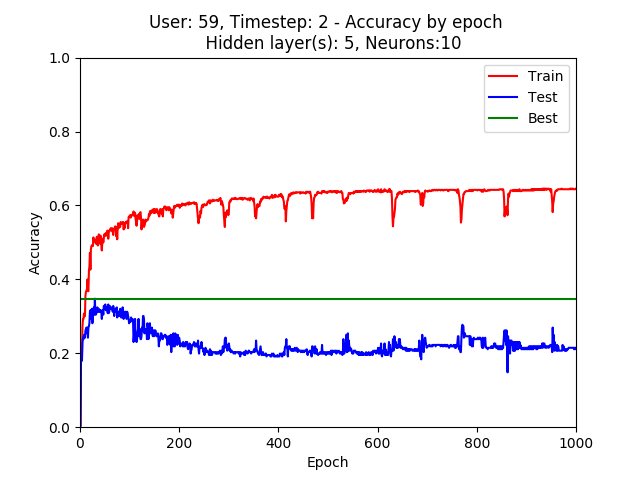 User: 59, Timestep: 2 - Accuracy by epoch
Hidden layer(s): 5, Neurons:10
1.0
0.8
0.6
0.4
0.2
0.0
Accuracy
Train
Test
Best
0
200
400
600
800
1000
Epoch